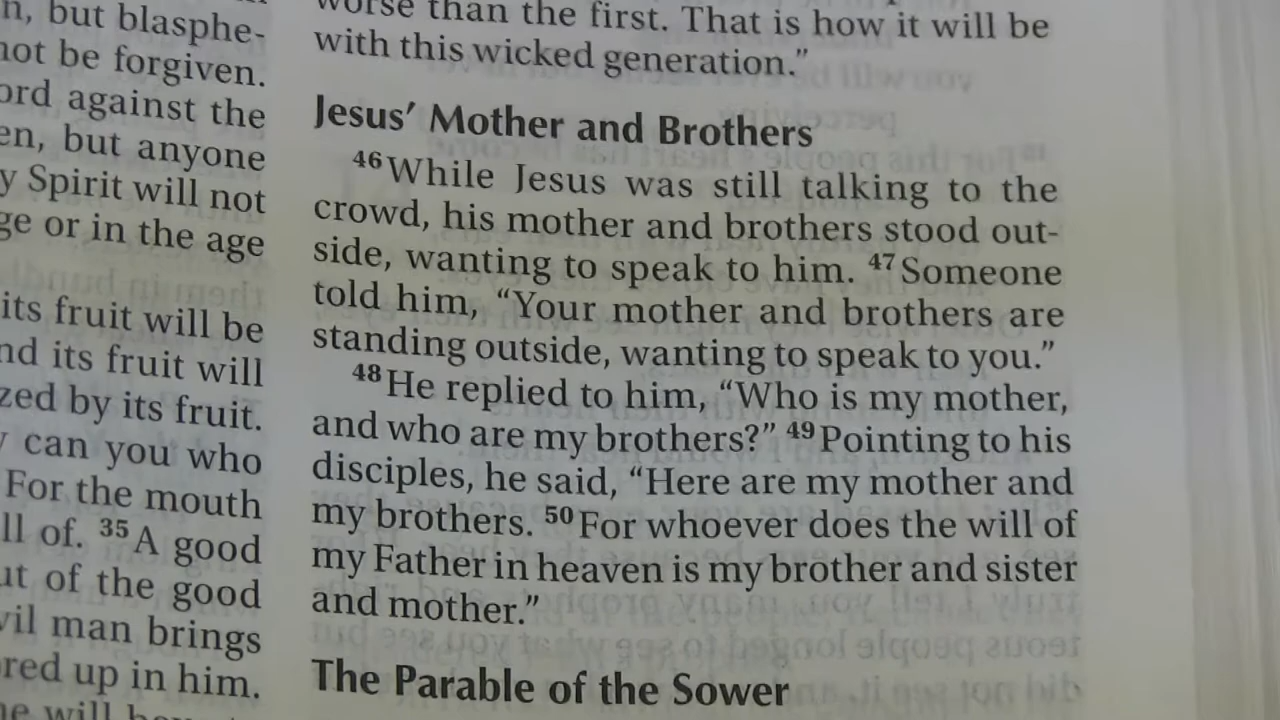 n, but blasphe-
not be forgiven.
ord against the
en, but anyone
y Spirit will not
ge or in the age
its fruit will be
nd its fruit will
zed by its fruit.
y can you who
For the mouth
ll of. 35 A good
ut of the good
vil man brings
red up in him.
worse than the first. That is how it will be
with this wicked generation.”
Jesus’ Mother and Brothers
46 While Jesus was still talking to the
crowd, his mother and brothers stood out-
side, wanting to speak to him. 47 Someone
told him, “Your mother and brothers are
standing outside, wanting to speak to you.”
48 He replied to him, “Who is my mother,
and who are my brothers?” 49 Pointing to his
disciples, he said, “Here are my mother and
my brothers. 50 For whoever does the will of
my Father in heaven is my brother and sister
and mother.”
The Parable of the Sower